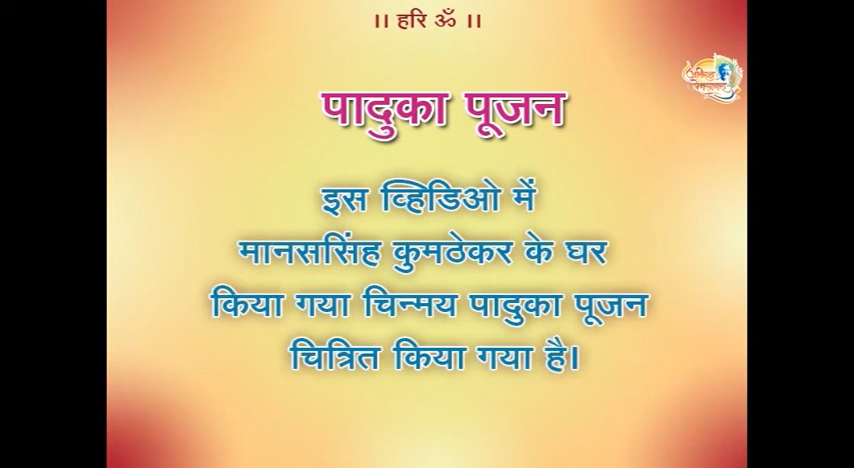 ।। हरि ॐ ।।
पादुका पूजन
इस व्हिडिओ में
मानससिंह कुमठेकर के घर
किया गया चिन्मय पादुका पूजन
चित्रित किया गया है।